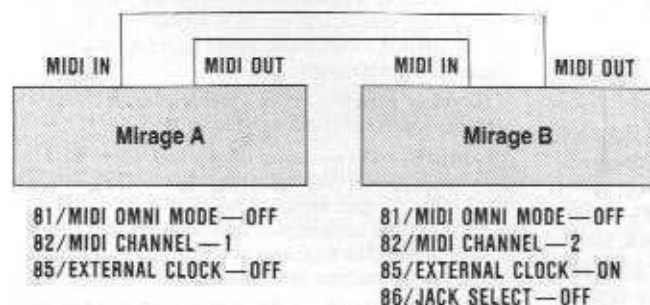 MIDI IN MIDI OUT MIDI IN MIDI OUT
Mirage A Mirage B
81/MIDI OMNI MODE—OFF 81/MIDI OMNI MODE—OFF
82/MIDI CHANNEL—1 82/MIDI CHANNEL—2
85/EXTERNAL CLOCK—OFF 85/EXTERNAL CLOCK—ON
86/JACK SELECT—OFF